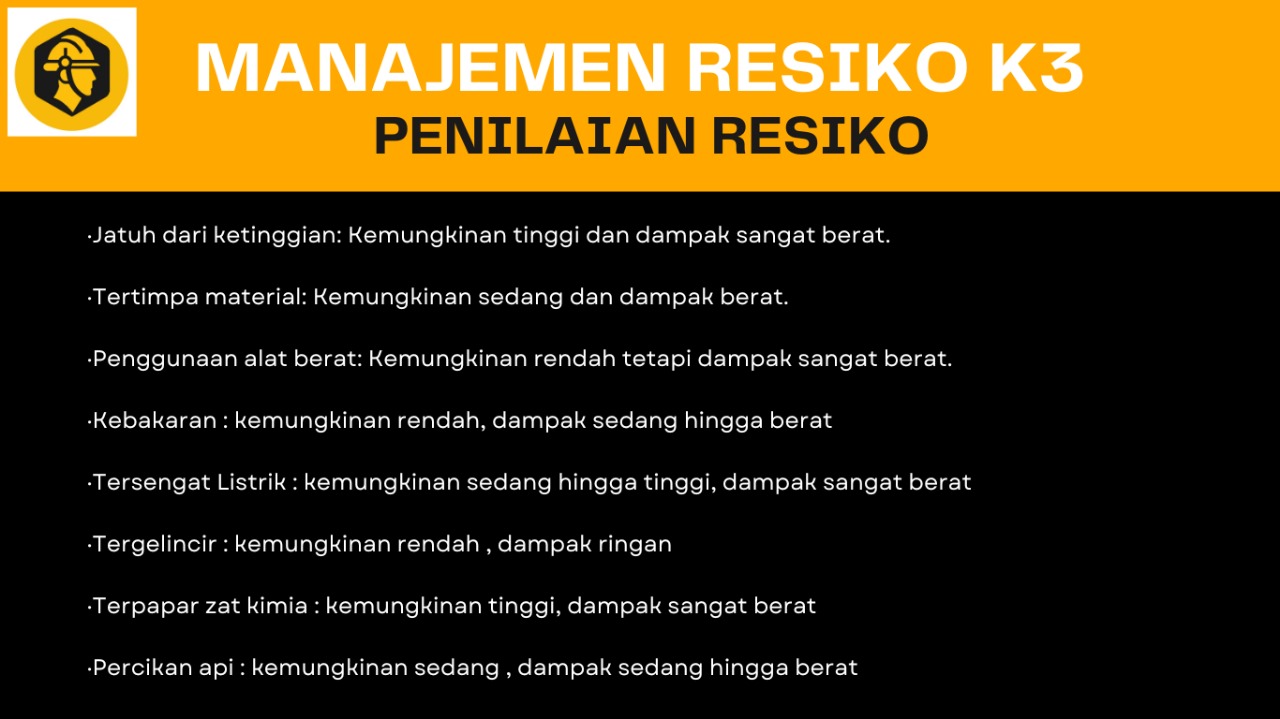 MANAJEMEN RESIKO K3
PENILAIAN RESIKO
·Jatuh dari ketinggian: Kemungkinan tinggi dan dampak sangat berat.
·Tertimpa material: Kemungkinan sedang dan dampak berat.
·Penggunaan alat berat: Kemungkinan rendah tetapi dampak sangat berat.
·Kebakaran : kemungkinan rendah, dampak sedang hingga berat
·Tersengat Listrik : kemungkinan sedang hingga tinggi, dampak sangat berat
·Tergelincir : kemungkinan rendah , dampak ringan
·Terpapar zat kimia : kemungkinan tinggi, dampak sangat berat
·Percikan api : kemungkinan sedang , dampak sedang hingga berat